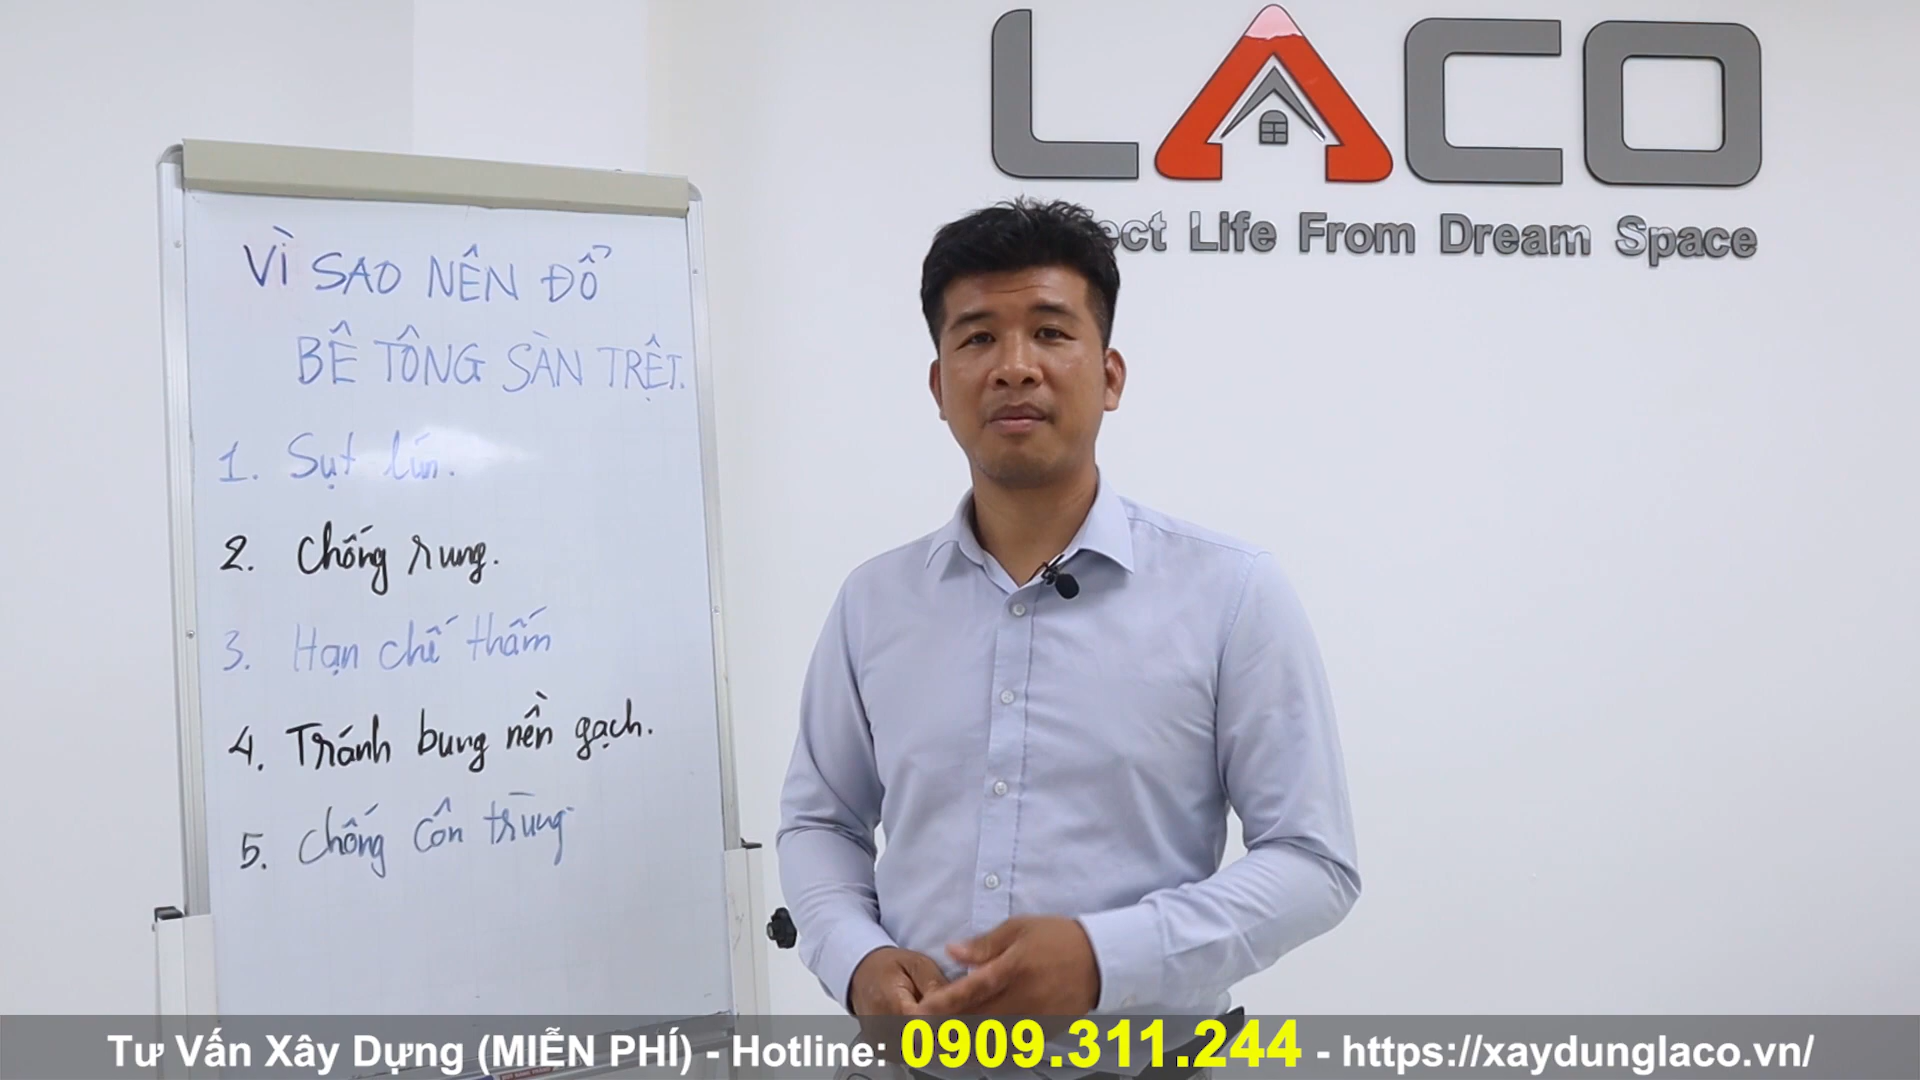 LACO
ect Life From Dream Space
VÌ SAO NÊN ĐỔ
BÊ TÔNG SÀN TRỆT.
1. Sụt lún.
2. Chống rung.
3. Hạn chế thấm
4. Tránh bung nền gạch.
5. Chống côn trùng
Tư Vấn Xây Dựng (MIỄN PHÍ) - Hotline: 0909.311.244 - https://xaydunglaco.vn/